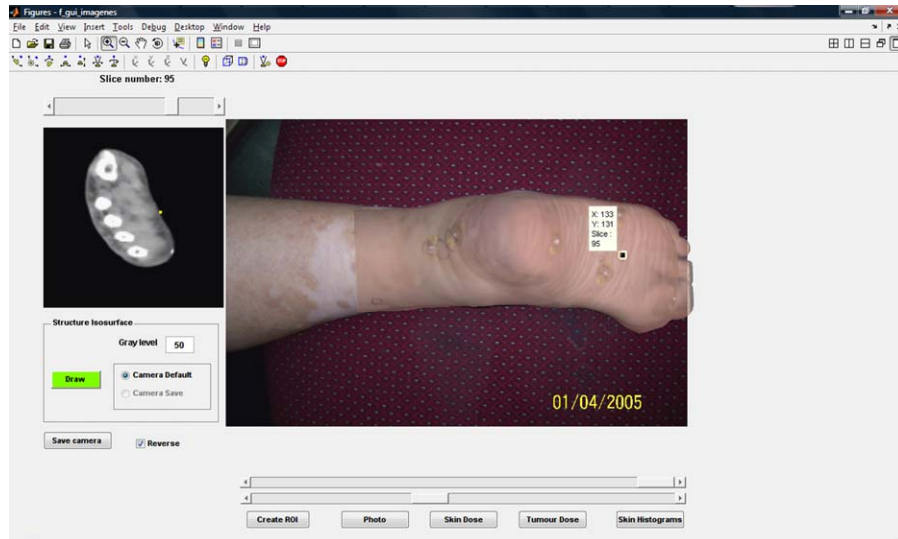 Figures - f_gui_imagenes
File Edit View Insert Tools Debug Desktop Window Help
Slice number: 95
X: 133
Y: 131
Slice :
95
Structure Isosurface
Gray level 50
Draw
Camera Default
Camera Save
01/04/2005
Save camera
Reverse
Create ROI Photo Skin Dose Tumour Dose Skin Histograms